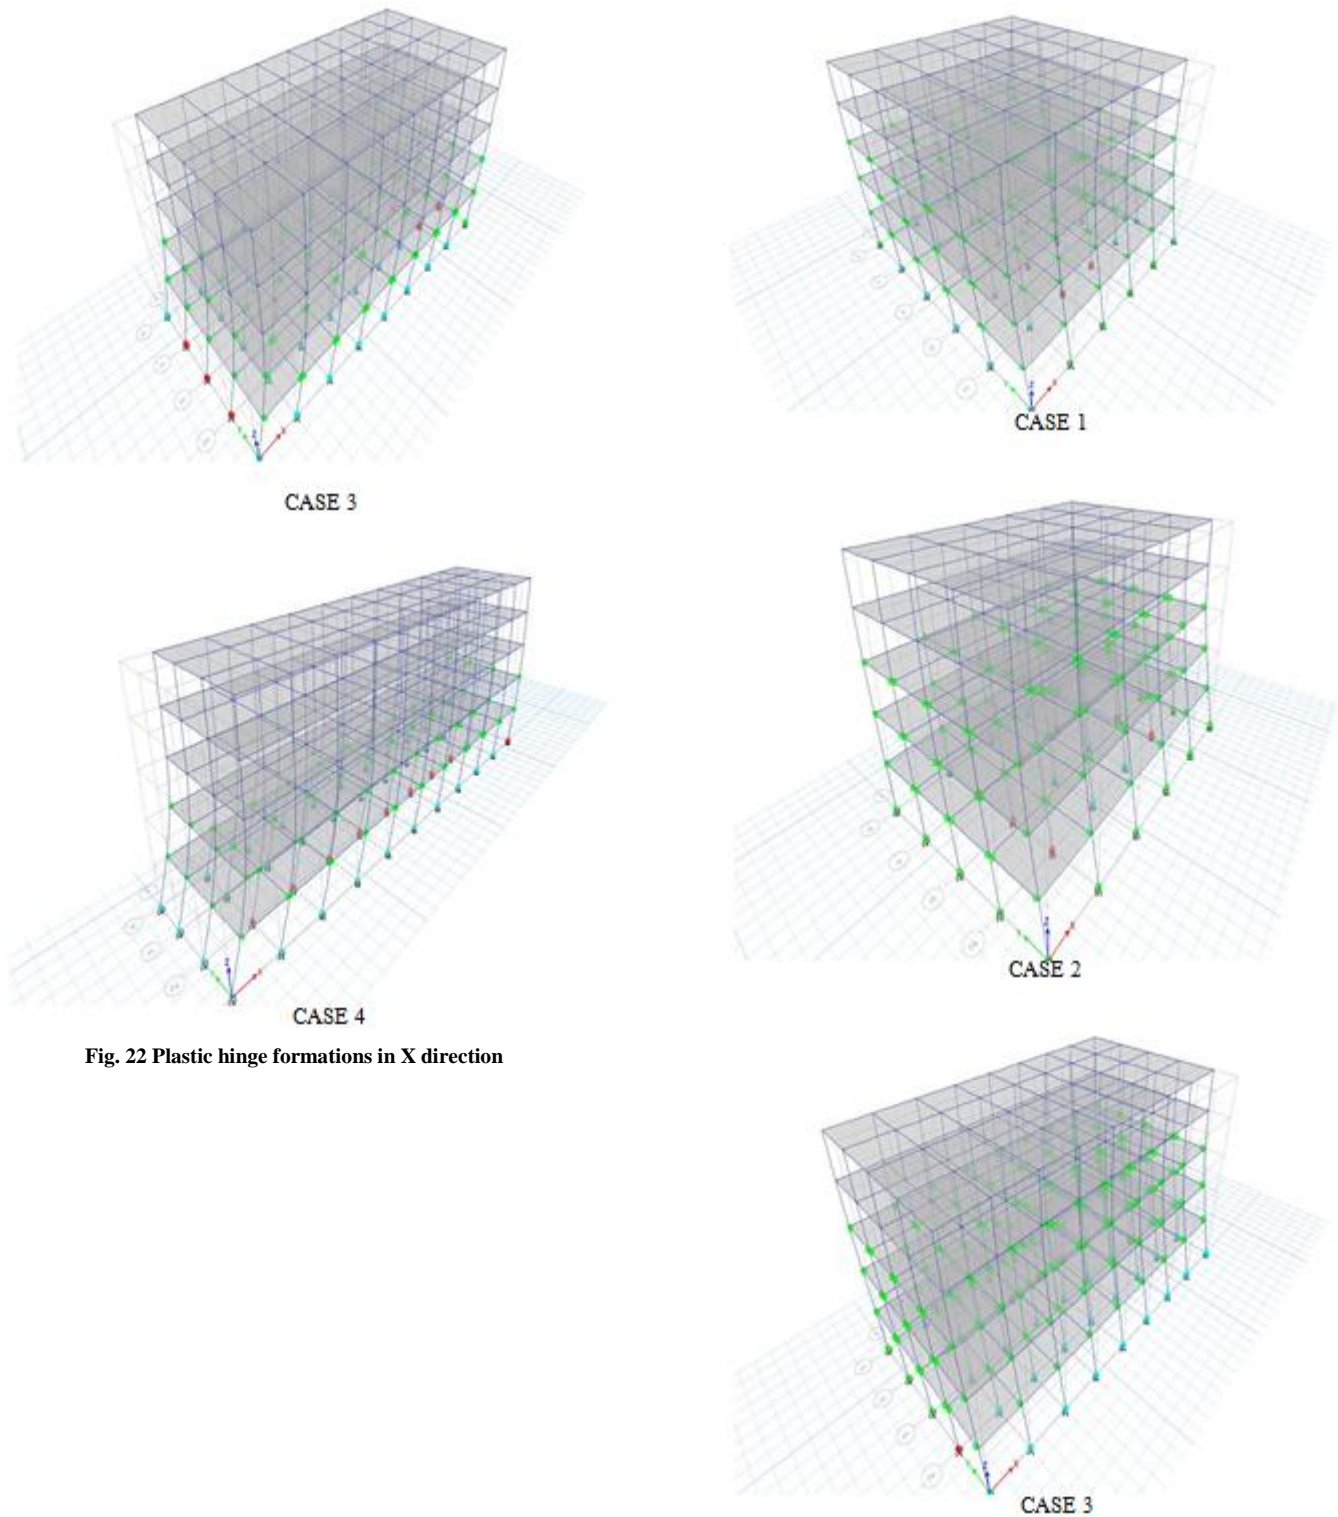 CASE 3
CASE 4
Fig. 22 Plastic hinge formations in X direction
CASE 1
CASE 2
CASE 3